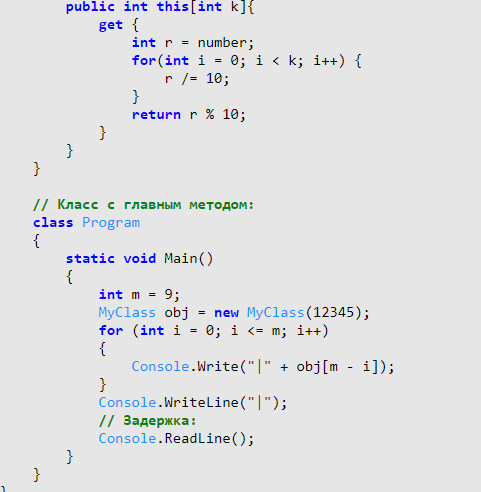 public int this[int k]{
get {
int r = number;
for(int i = 0; i < k; i++) {
r /= 10;
}
return r % 10;
}
}
}
// Класс с главным методом:
class Program
{
static void Main()
{
int m = 9;
MyClass obj = new MyClass(12345);
for (int i = 0; i <= m; i++)
{
Console.Write("|" + obj[m - i]);
}
Console.WriteLine("|");
// Задержка:
Console.ReadLine();
}
}
}